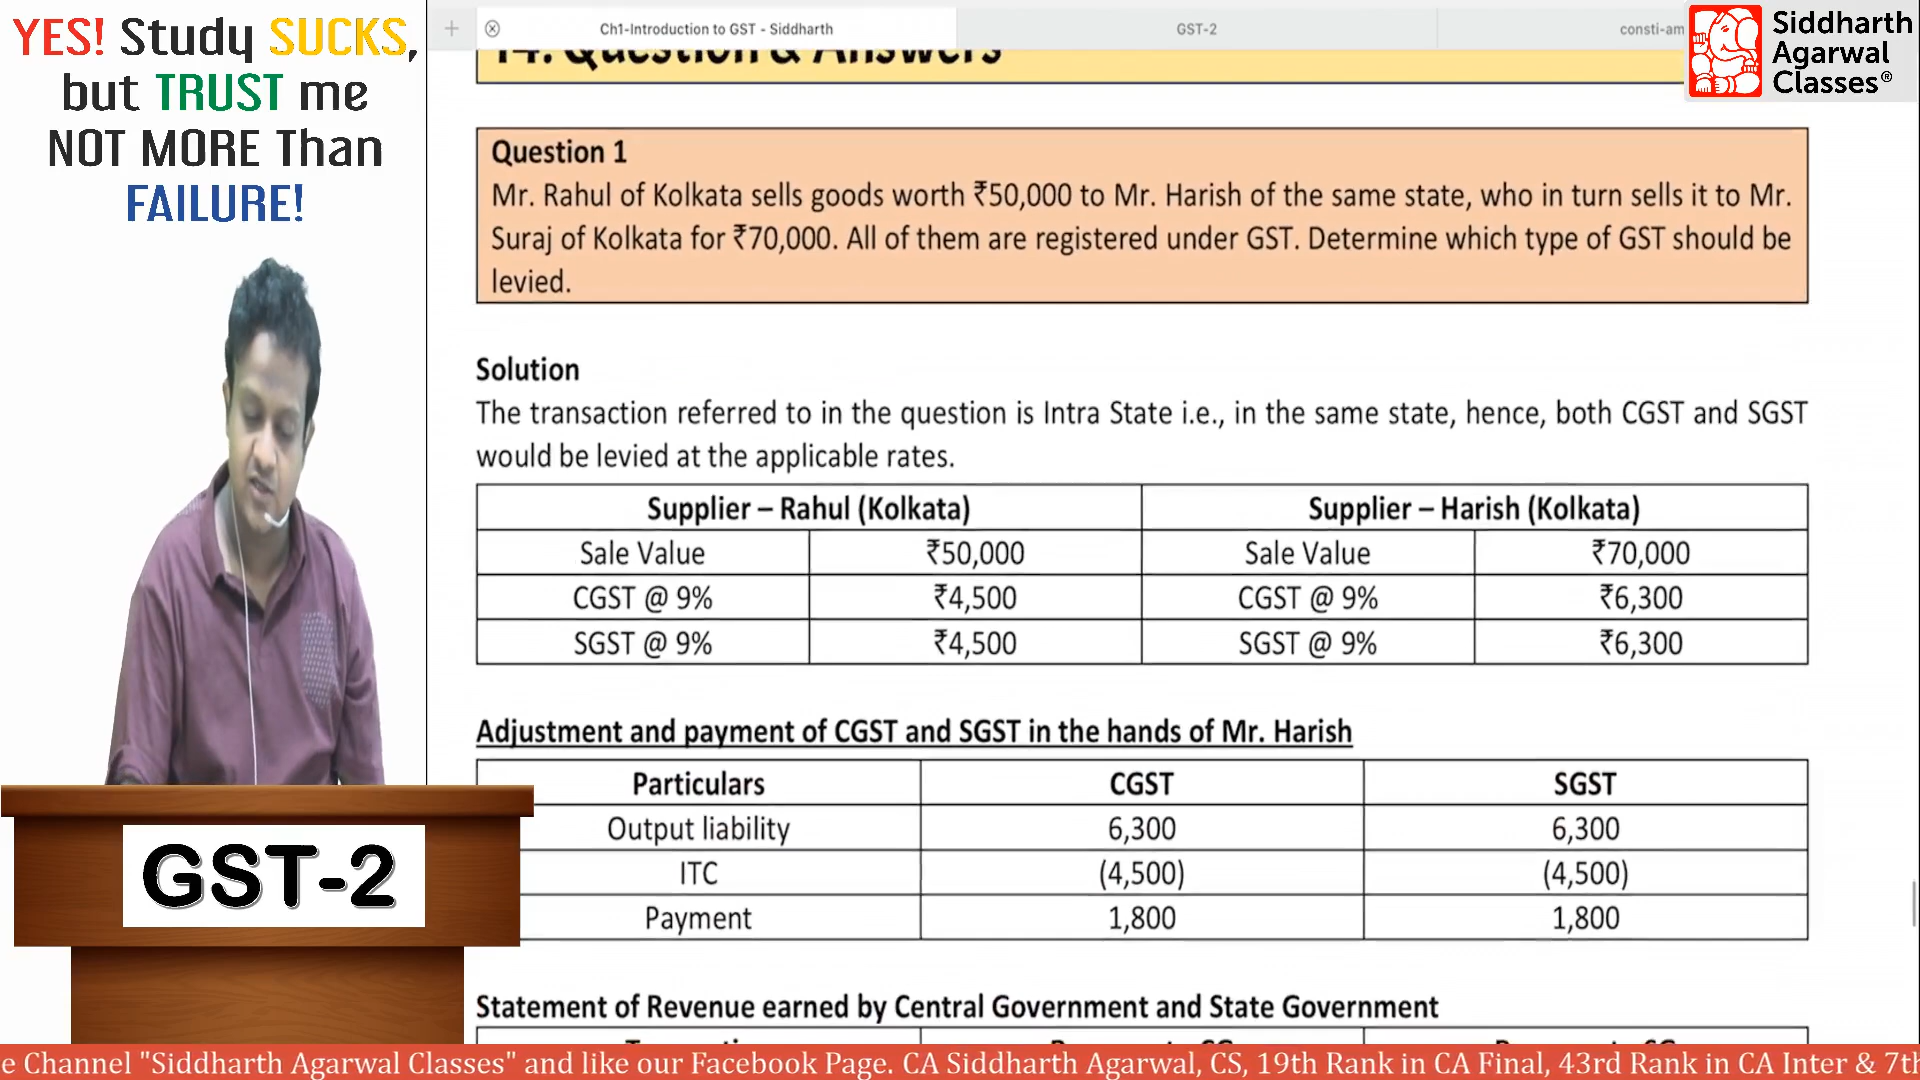 YES! Study SUCKS,
but TRUST me
NOT MORE Than
FAILURE!
Ch1-Introduction to GST - Siddharth
GST-2
consti-am
Siddharth
Agarwal
Classes®
14. Question & Answers
Question 1
Mr. Rahul of Kolkata sells goods worth ₹50,000 to Mr. Harish of the same state, who in turn sells it to Mr.
Suraj of Kolkata for ₹70,000. All of them are registered under GST. Determine which type of GST should be
levied.
Solution
The transaction referred to in the question is Intra State i.e., in the same state, hence, both CGST and SGST
would be levied at the applicable rates.
Supplier – Rahul (Kolkata) Supplier – Harish (Kolkata)
Sale Value ₹50,000 Sale Value ₹70,000
CGST @ 9% ₹4,500 CGST @ 9% ₹6,300
SGST @ 9% ₹4,500 SGST @ 9% ₹6,300
Adjustment and payment of CGST and SGST in the hands of Mr. Harish
Particulars CGST SGST
Output liability 6,300 6,300
ITC (4,500) (4,500)
Payment 1,800 1,800
GST-2
Statement of Revenue earned by Central Government and State Government
e Channel "Siddharth Agarwal Classes" and like our Facebook Page. CA Siddharth Agarwal, CS, 19th Rank in CA Final, 43rd Rank in CA Inter & 7th